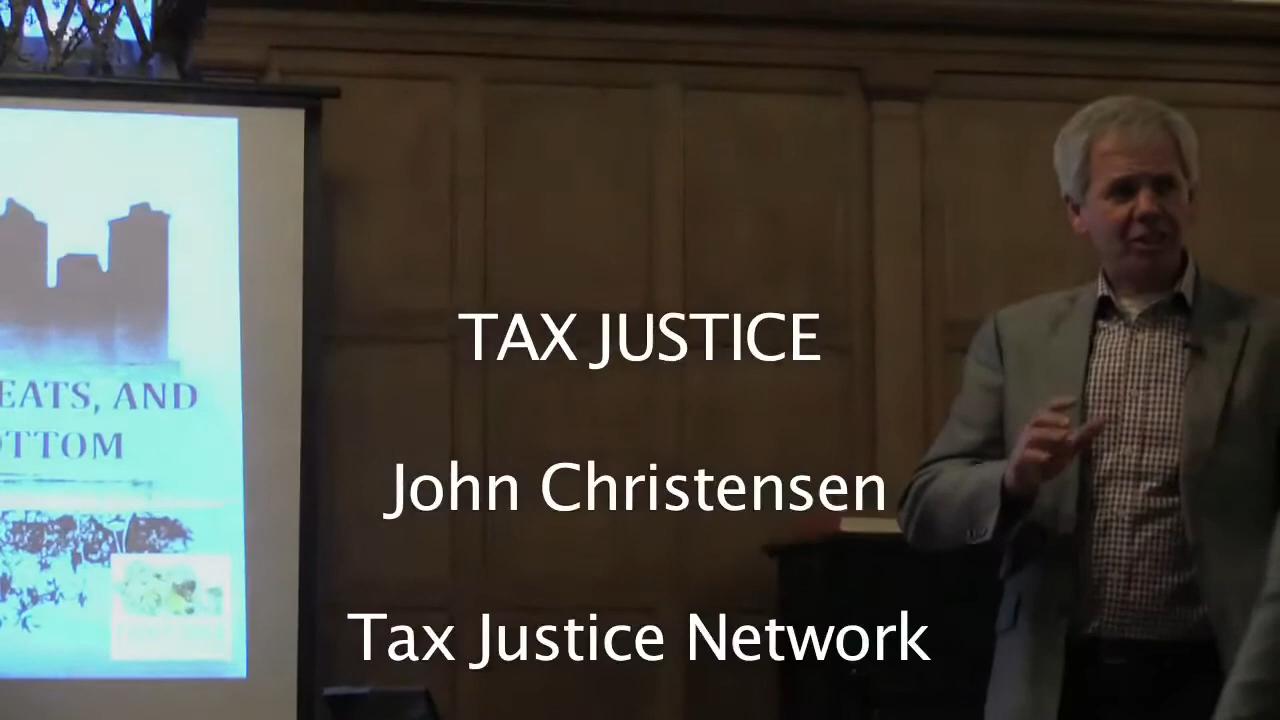 EATS, AND
OTTOM
TAX JUSTICE
John Christensen
Tax Justice Network